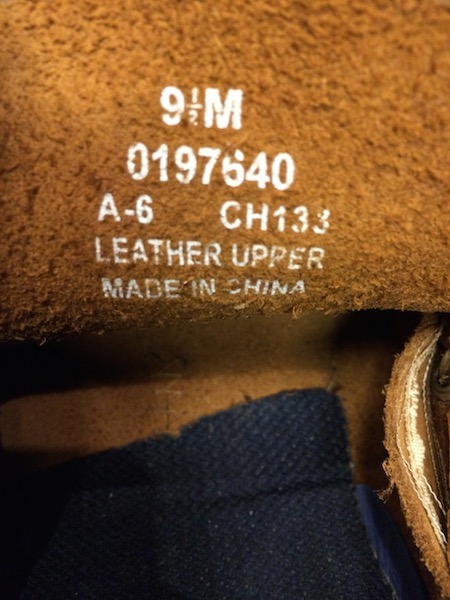 9½M
0197640
A-6 CH133
LEATHER UPPER
MADE IN CHINA